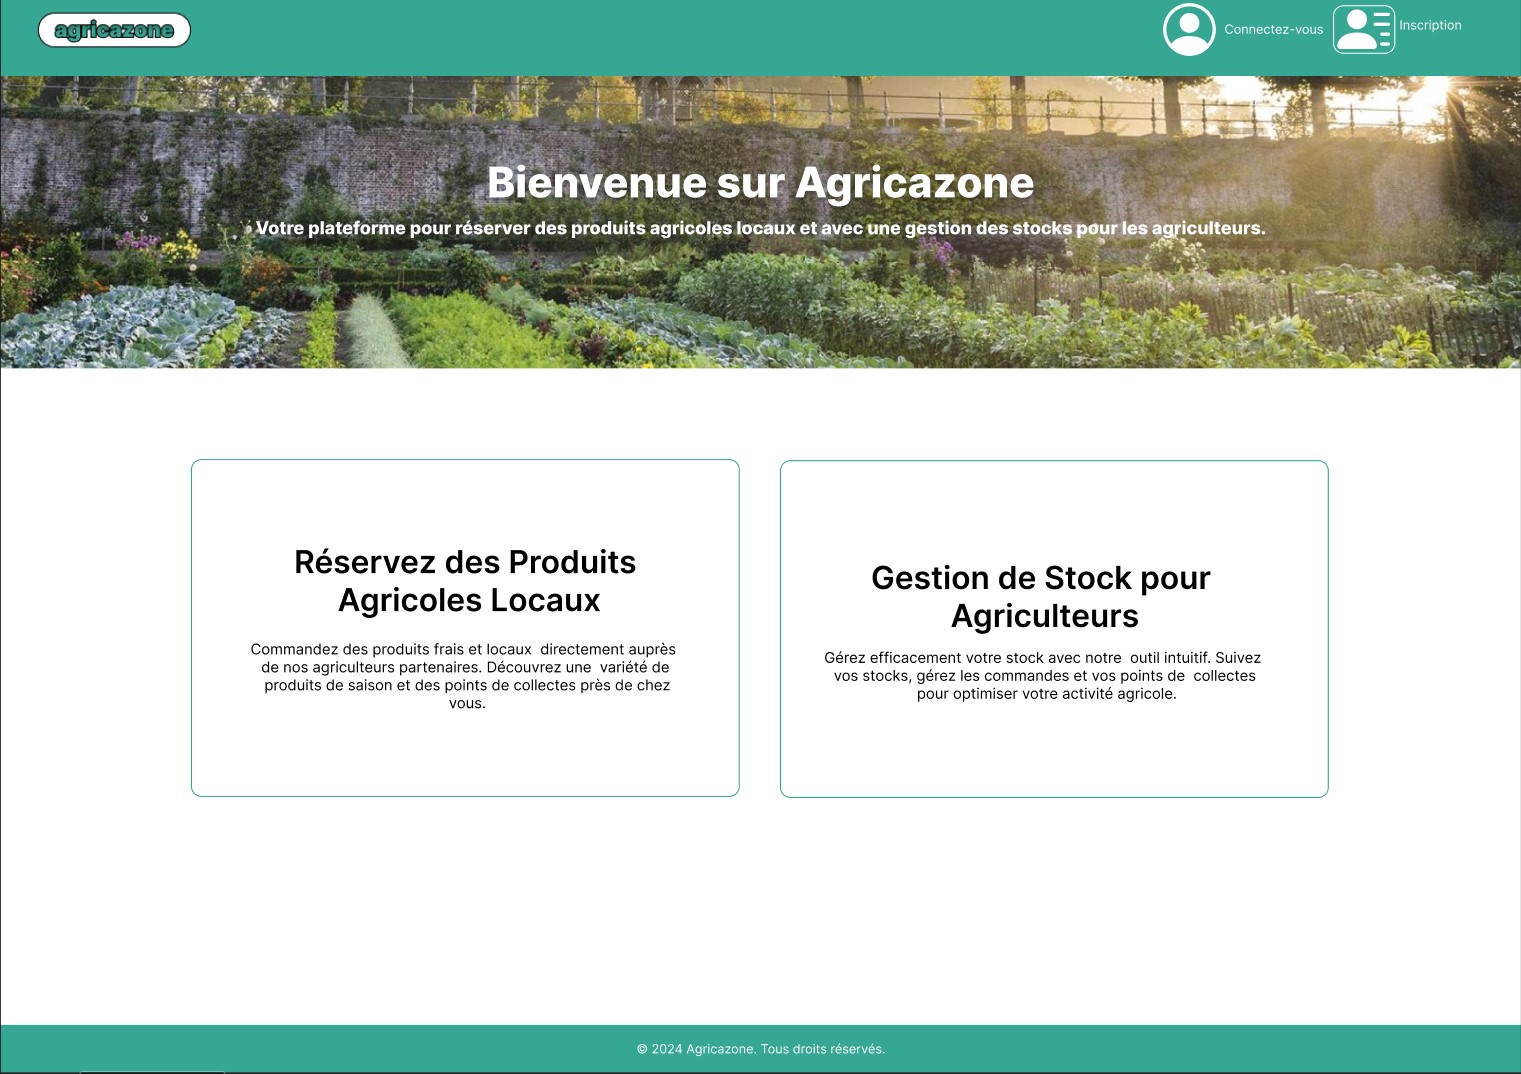 agricazone
Connectez-vous
Inscription
Bienvenue sur Agricazone
Votre plateforme pour réserver des produits agricoles locaux et avec une gestion des stocks pour les agriculteurs.
Réservez des Produits
Agricoles Locaux
Commandez des produits frais et locaux  directement auprès
de nos agriculteurs partenaires. Découvrez une  variété de
produits de saison et des points de collectes près de chez
vous.
Gestion de Stock pour
Agriculteurs
Gérez efficacement votre stock avec notre  outil intuitif. Suivez
vos stocks, gérez les commandes et vos points de  collectes
pour optimiser votre activité agricole.
© 2024 Agricazone. Tous droits réservés.